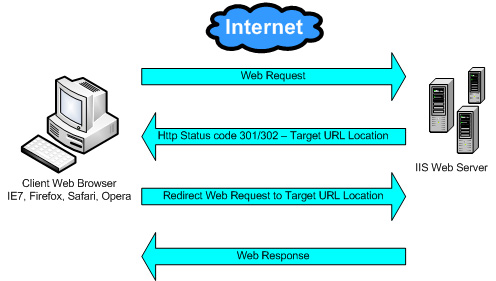 Internet
Web Request
Http Status code 301/302 – Target URL Location
Client Web Browser
IE7, Firefox, Safari, Opera
IIS Web Server
Redirect Web Request to Target URL Location
Web Response